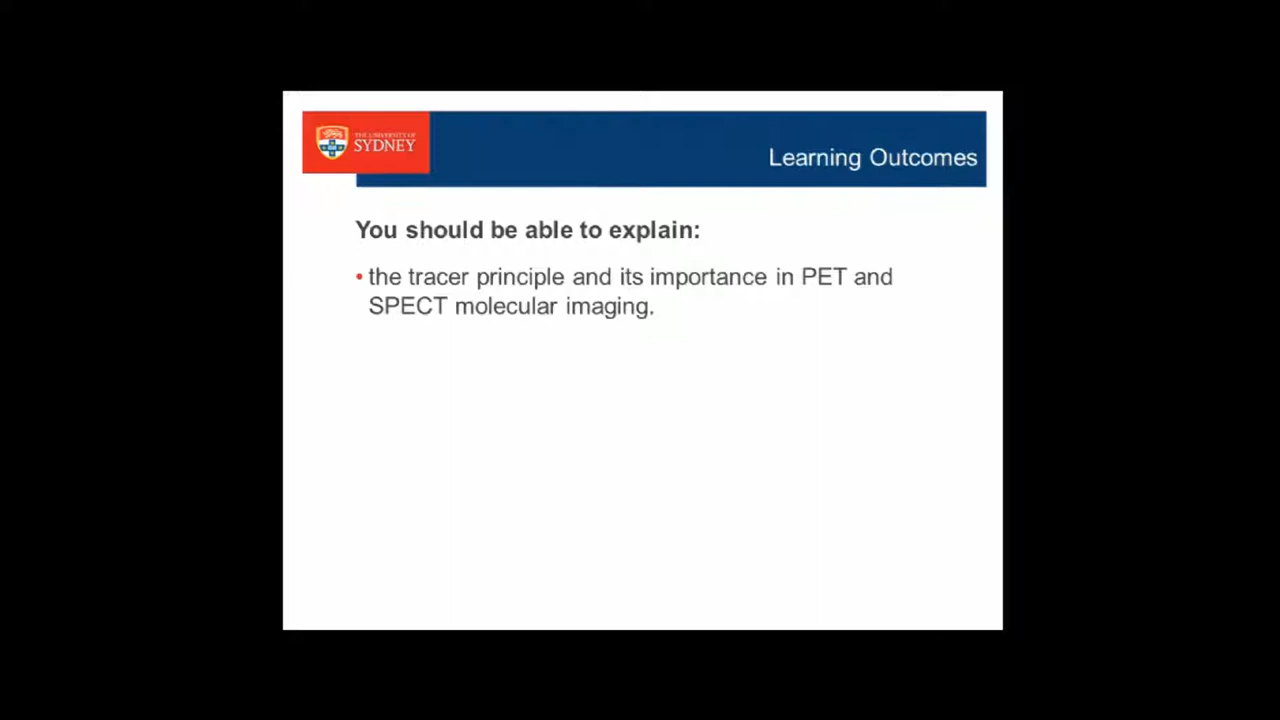 THE UNIVERSITY OF
SYDNEY
Learning Outcomes
You should be able to explain:
• the tracer principle and its importance in PET and
SPECT molecular imaging.